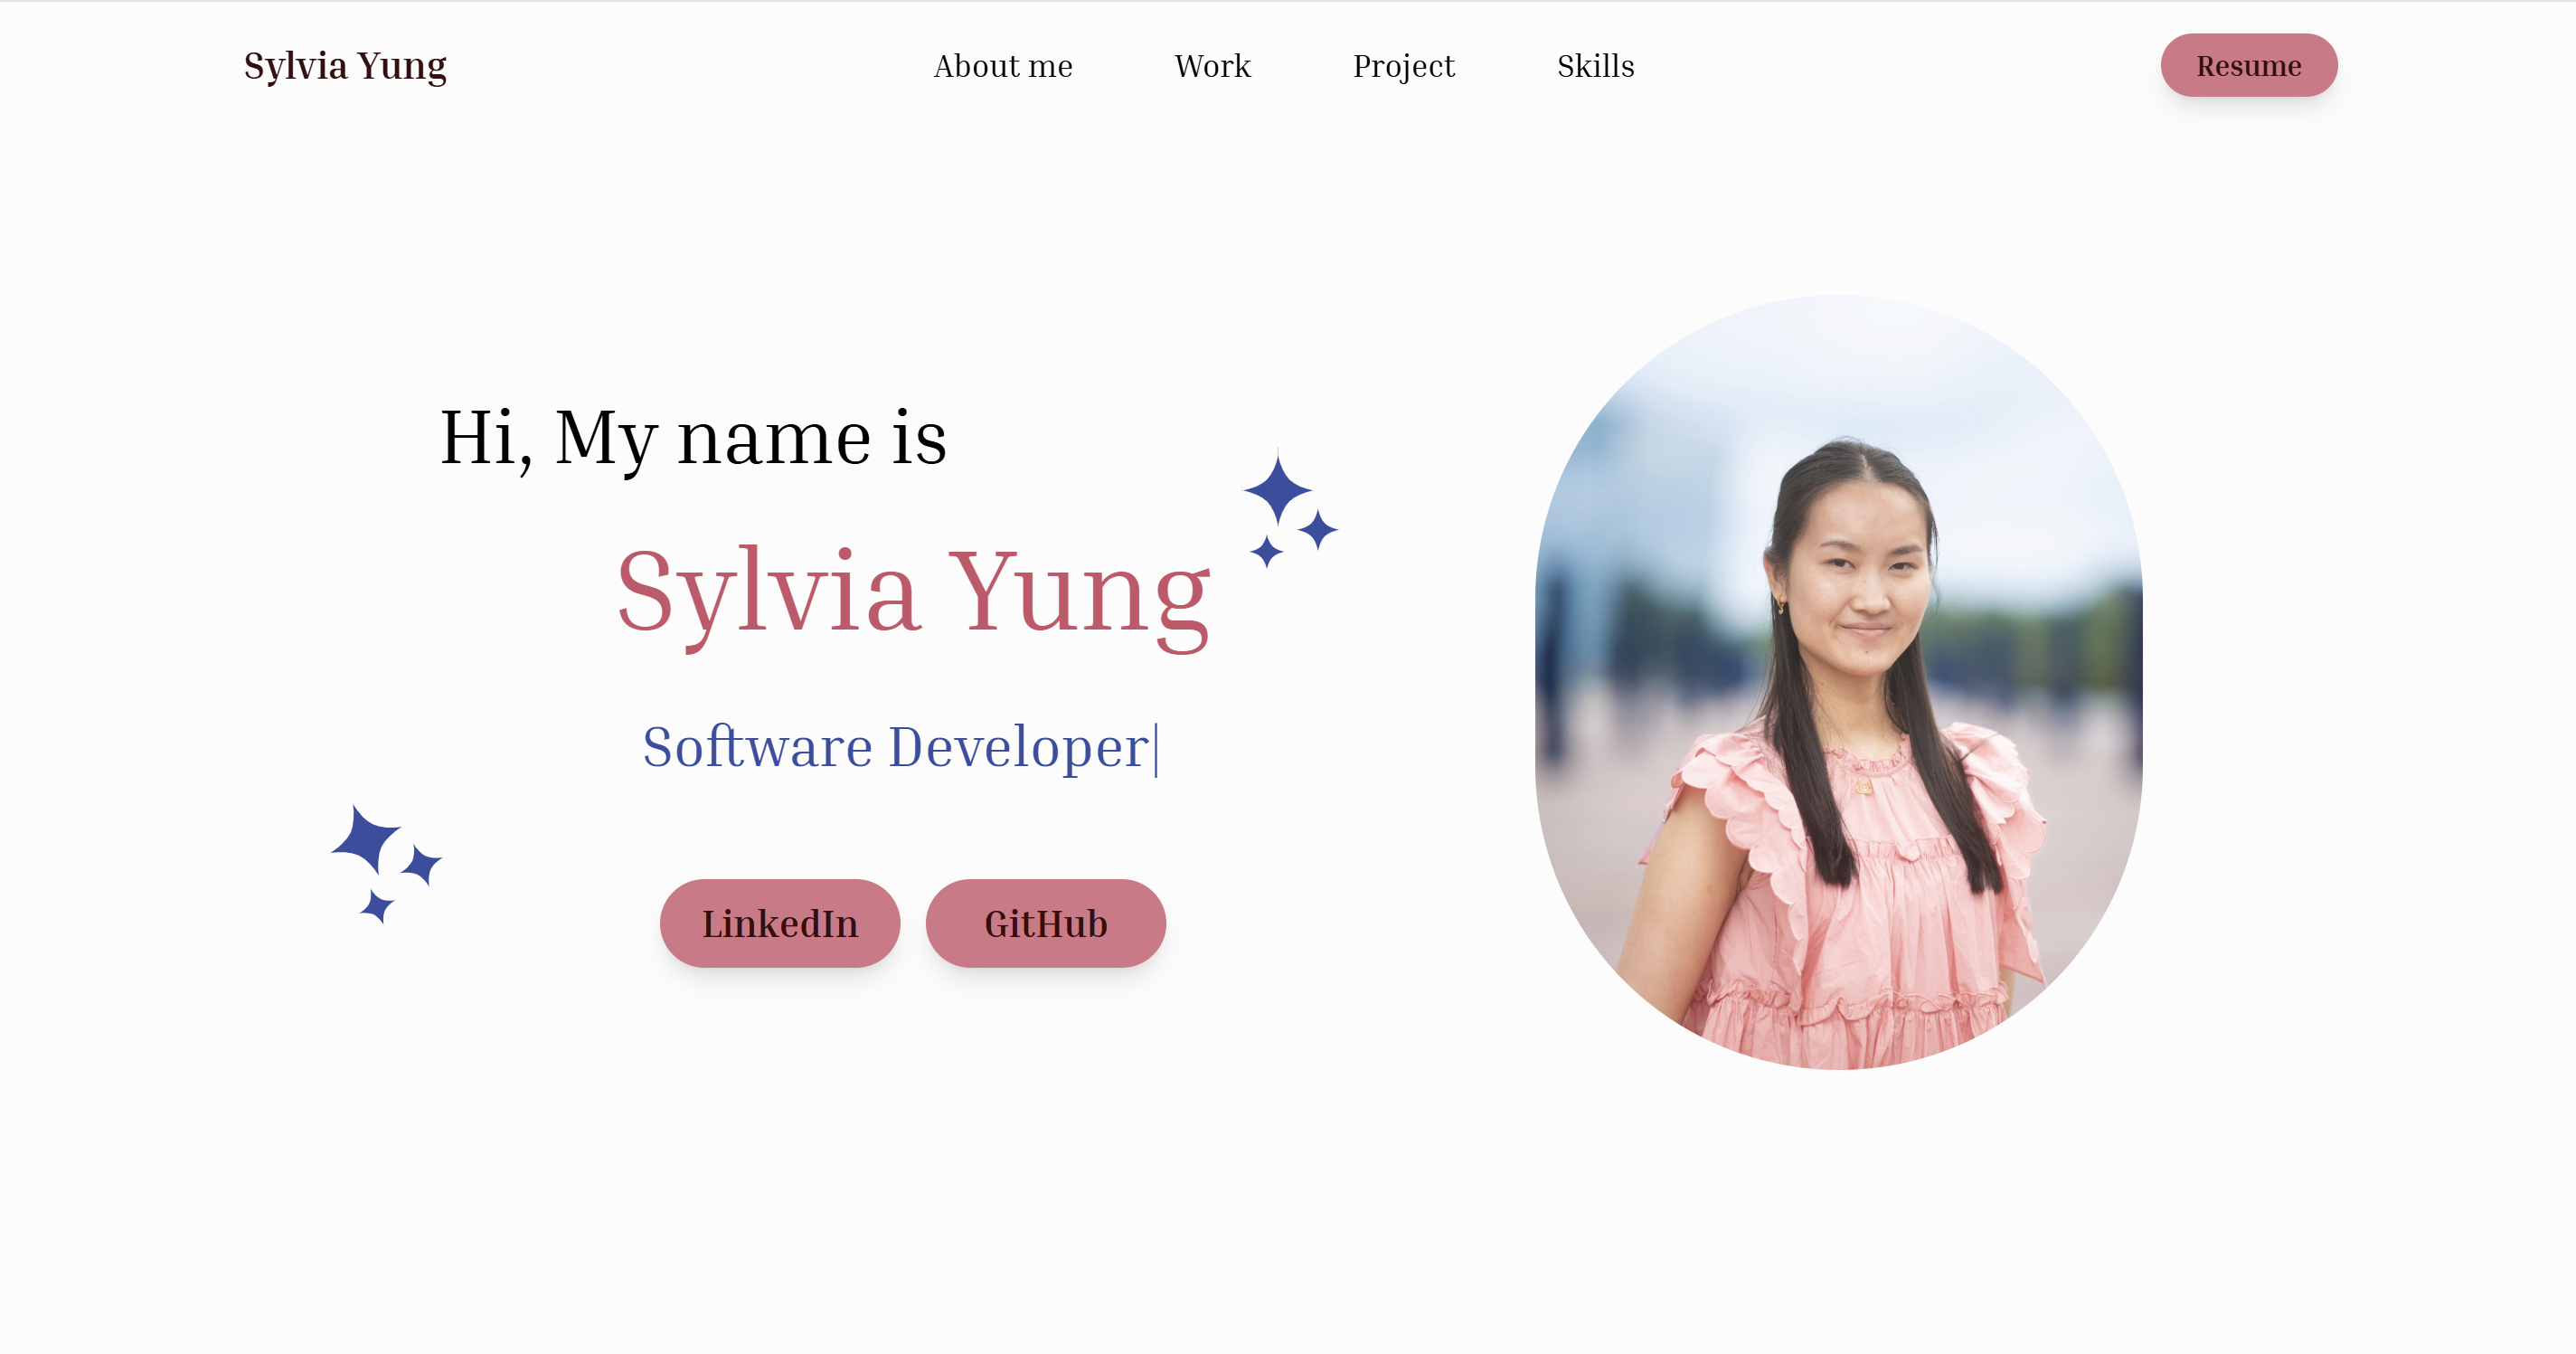 Sylvia Yung
About me
Work
Project
Skills
Resume
Hi, My name is
Sylvia Yung
Software Developer|
LinkedIn
GitHub